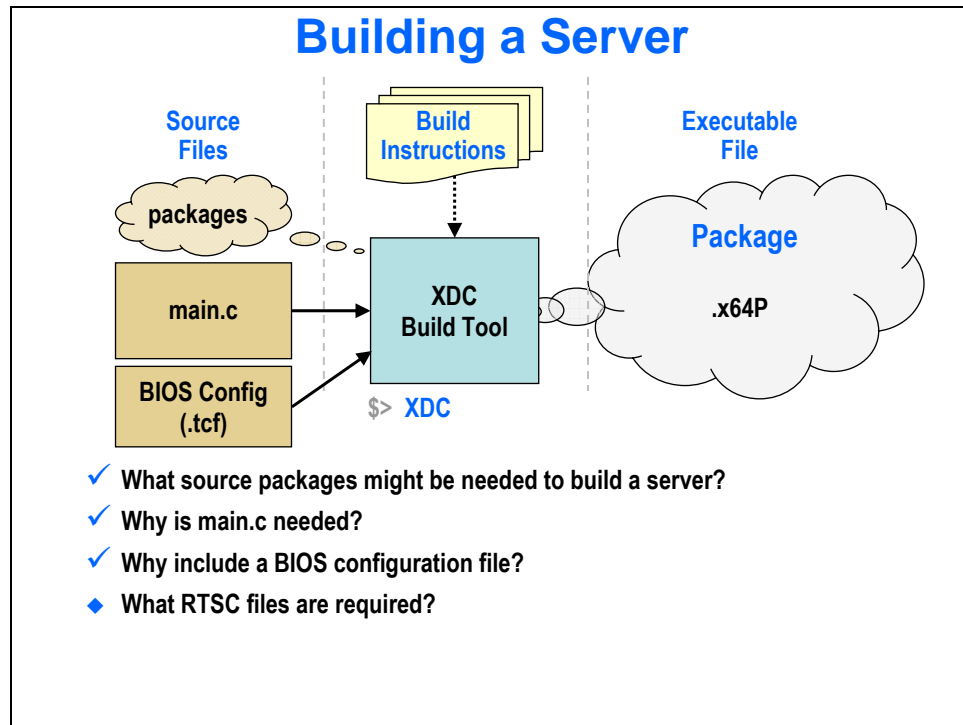 Building a Server
Source
Files
Build
Instructions
Executable
File
packages
main.c
BIOS Config
(.tcf)
XDC
Build Tool
$> XDC
Package
.x64P
✓ What source packages might be needed to build a server?
✓ Why is main.c needed?
✓ Why include a BIOS configuration file?
◆ What RTSC files are required?